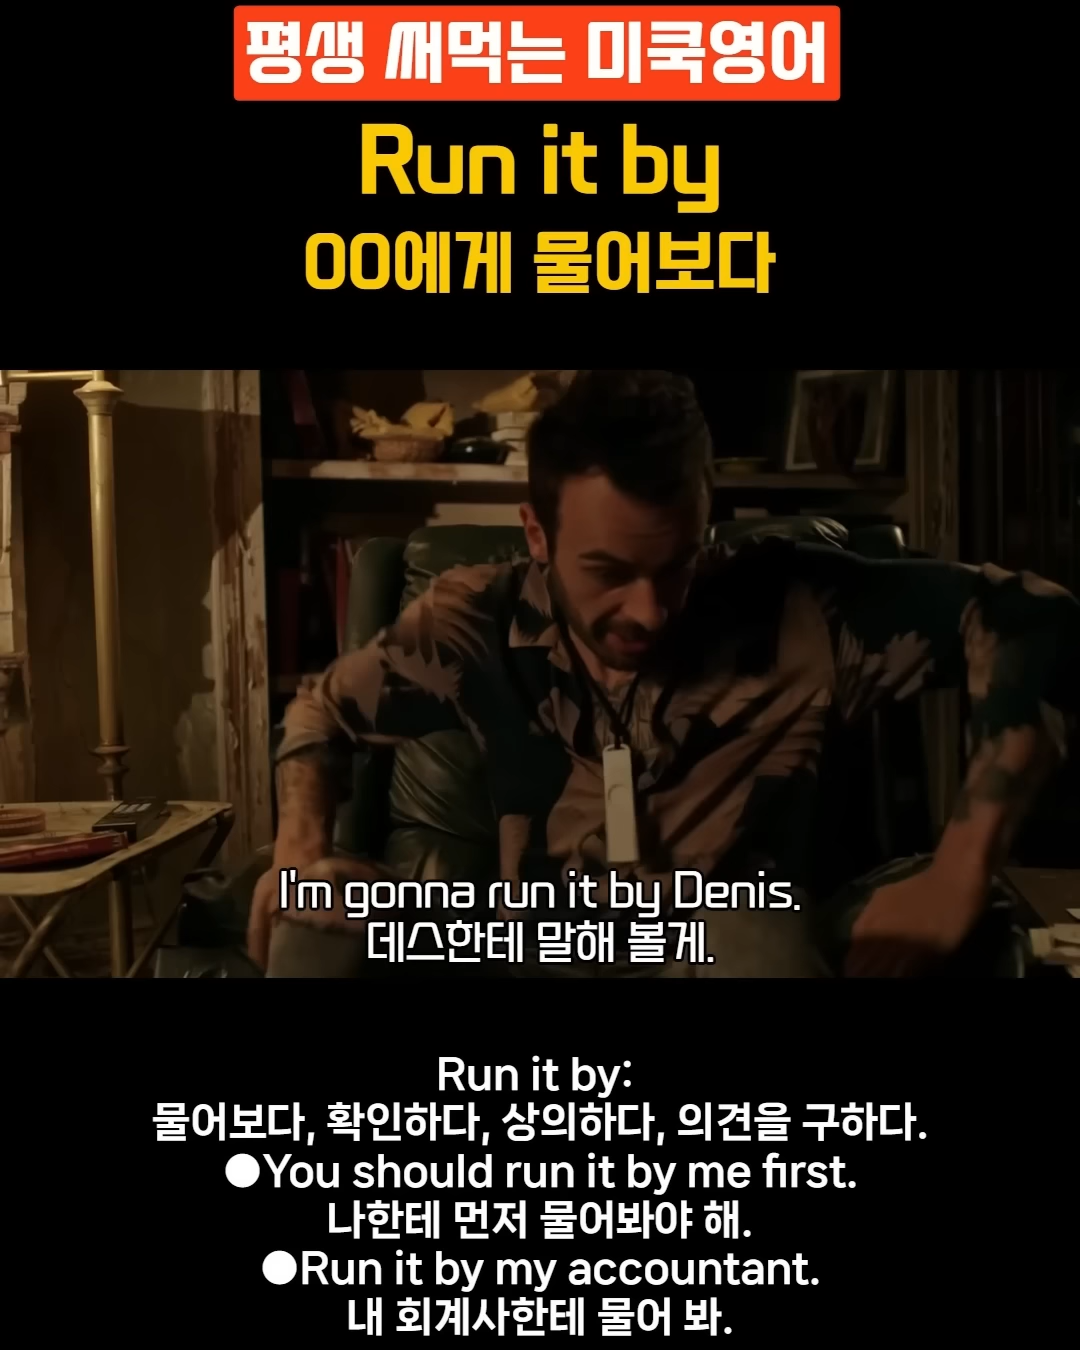 평생 써먹는 미쿡영어
Run it by
OO에게 물어보다
I'm gonna run it by Denis.
데스한테 말해 볼게.
Run it by:
물어보다, 확인하다, 상의하다, 의견을 구하다.
●You should run it by me first.
나한테 먼저 물어봐야 해.
●Run it by my accountant.
내 회계사한테 물어 봐.